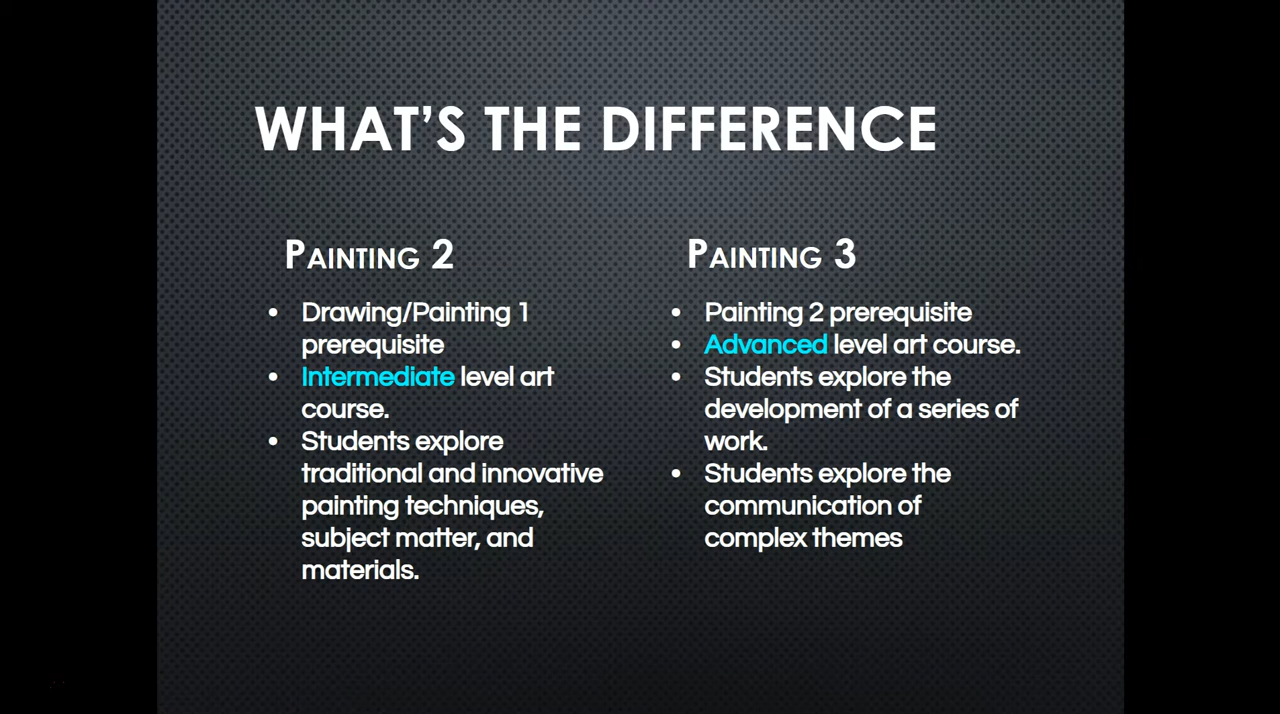 WHAT'S THE DIFFERENCE
PAINTING 2
• Drawing/Painting 1
prerequisite
• Intermediate level art
course.
• Students explore
traditional and innovative
painting techniques,
subject matter, and
materials.
PAINTING 3
• Painting 2 prerequisite
• Advanced level art course.
• Students explore the
development of a series of
work.
• Students explore the
communication of
complex themes